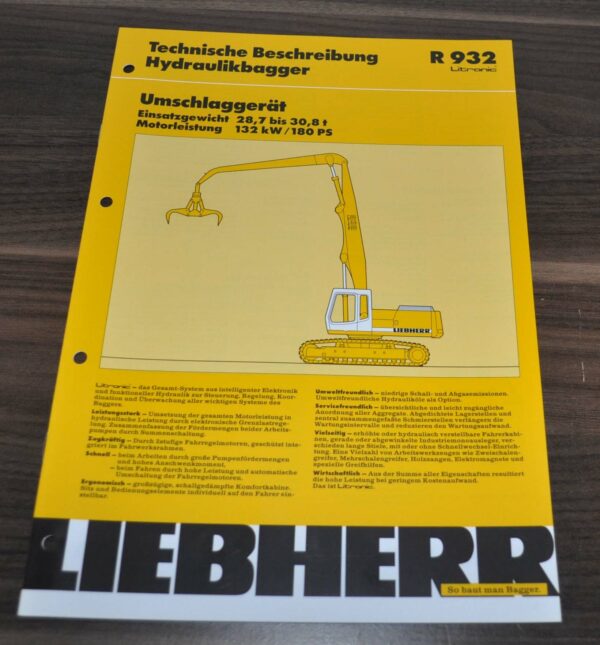 Technische Beschreibung
Hydraulikbagger
R 932
Litronic
Umschlaggerät
Einsatzgewicht 28,7 bis 30,8 t
Motorleistung 132 kW/180 PS
LIEBHERR
Litronic – das Gesamt-System aus intelligenter Elektronik
und funktioneller Hydraulik zur Steuerung, Regelung, Koor-
dination und Überwachung aller wichtigen Systeme des
Baggers.
Leistungsstark – Umsetzung der gesamten Motorleistung in
hydraulische Leistung durch elektronische Grenzlastrege-
lung. Zusammenfassung der Fördermengen beider Arbeits-
pumpen durch Summenschaltung.
Zugkräftig – Durch 2stufige Fahrregelmotoren, geschützt inte-
griert im Fahrwerksrahmen.
Schnell – beim Arbeiten durch große Pumpenfördermengen
und hohes Anschwenkmoment.
– beim Fahren durch hohe Leistung und automatische
Umschaltung der Fahrregelmotoren.
Ergonomisch – großzügige, schallgedämpfte Komfortkabine.
Sitz und Bedienungselemente individuell auf den Fahrer ein-
stellbar.
Umweltfreundlich – niedrige Schall- und Abgasemissionen.
Umweltfreundliche Hydrauliköle als Option.
Servicefreundlich – übersichtliche und leicht zugängliche
Anordnung aller Aggregate. Abgedichtete Lagerstellen und
zentral zusammengefaßte Schmierstellen verlängern die
Wartungsintervalle und reduzieren den Wartungsaufwand.
Vielseitig – erhöhte oder hydraulisch verstellbare Fahrerkabi-
nen, gerade oder abgewinkelte Industriemonoausleger, ver-
schieden lange Stiele, mit oder ohne Schnellwechsel-Einrich-
tung. Eine Vielzahl von Arbeitswerkzeugen wie Zweischalen-
greifer, Mehrschalengreifer, Holzzangen, Elektromagnete und
spezielle Greifhilfen.
Wirtschaftlich – Aus der Summe aller Eigenschaften resultiert
die hohe Leistung bei geringem Kostenaufwand.
Das ist Litronic.
LIEBHERR
So baut man Bagger.